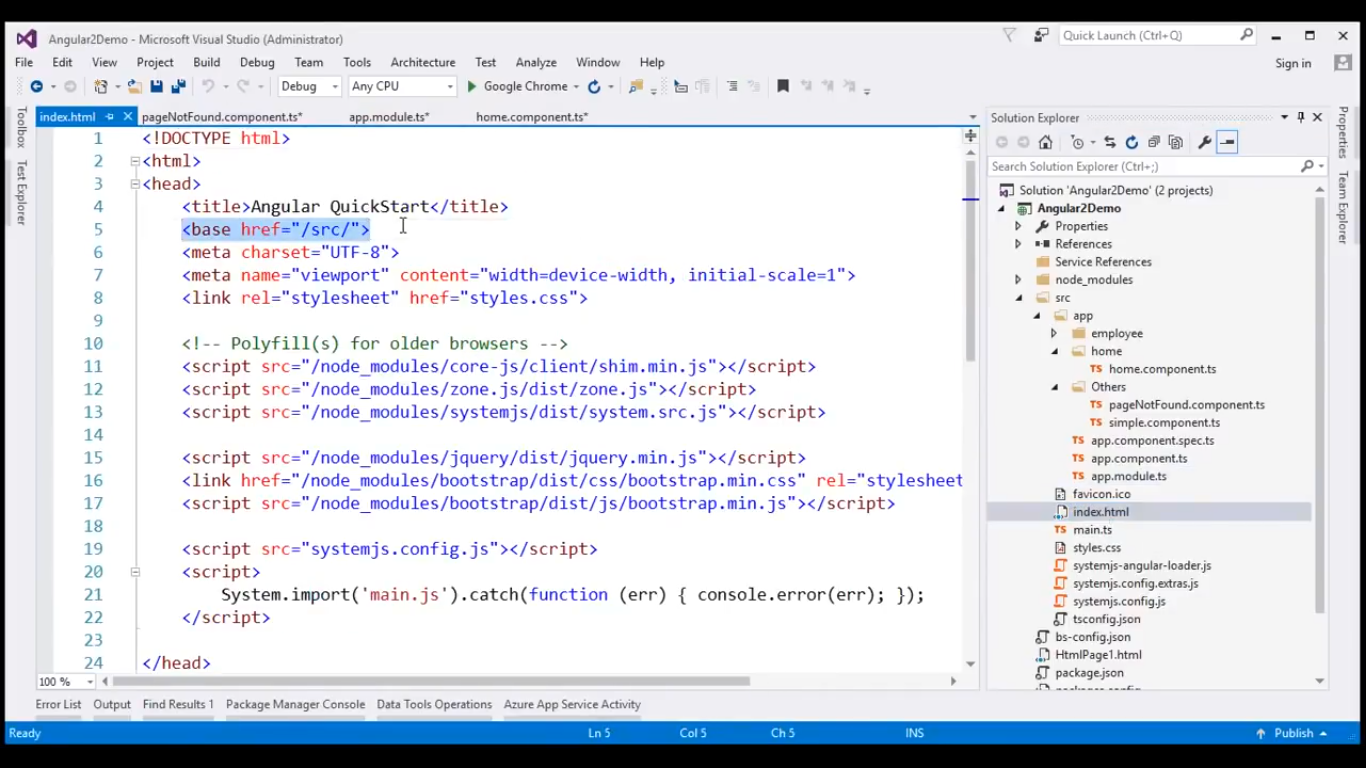 Angular2Demo - Microsoft Visual Studio (Administrator)
Quick Launch (Ctrl+Q)
File Edit View Project Build Debug Team Tools Architecture Test Analyze Window Help
Sign in
Debug Any CPU Google Chrome
Toolbox
Test Explorer
index.html pageNotFound.component.ts* app.module.ts* home.component.ts*
1 <!DOCTYPE html>
2 <html>
3 <head>
4 <title>Angular QuickStart</title>
5 <base href="/src/">
6 <meta charset="UTF-8">
7 <meta name="viewport" content="width=device-width, initial-scale=1">
8 <link rel="stylesheet" href="styles.css">
9
10 <!-- Polyfill(s) for older browsers -->
11 <script src="/node_modules/core-js/client/shim.min.js"></script>
12 <script src="/node_modules/zone.js/dist/zone.js"></script>
13 <script src="/node_modules/systemjs/dist/system.src.js"></script>
14
15 <script src="/node_modules/jquery/dist/jquery.min.js"></script>
16 <link href="/node_modules/bootstrap/dist/css/bootstrap.min.css" rel="stylesheet
17 <script src="/node_modules/bootstrap/dist/js/bootstrap.min.js"></script>
18
19 <script src="systemjs.config.js"></script>
20 <script>
21 System.import('main.js').catch(function (err) { console.error(err); });
22 </script>
23
24 </head>
100 %
Solution Explorer
Search Solution Explorer (Ctrl+;)
Solution 'Angular2Demo' (2 projects)
Angular2Demo
Properties
References
Service References
node_modules
src
app
employee
home
home.component.ts
Others
pageNotFound.component.ts
simple.component.ts
app.component.spec.ts
app.component.ts
app.module.ts
favicon.ico
index.html
main.ts
styles.css
systemjs-angular-loader.js
systemjs.config.extras.js
systemjs.config.js
tsconfig.json
bs-config.json
HtmlPage1.html
package.json
Properties
Team Explorer
Error List Output Find Results 1 Package Manager Console Data Tools Operations Azure App Service Activity
Ready Ln 5 Col 5 Ch 5 INS Publish